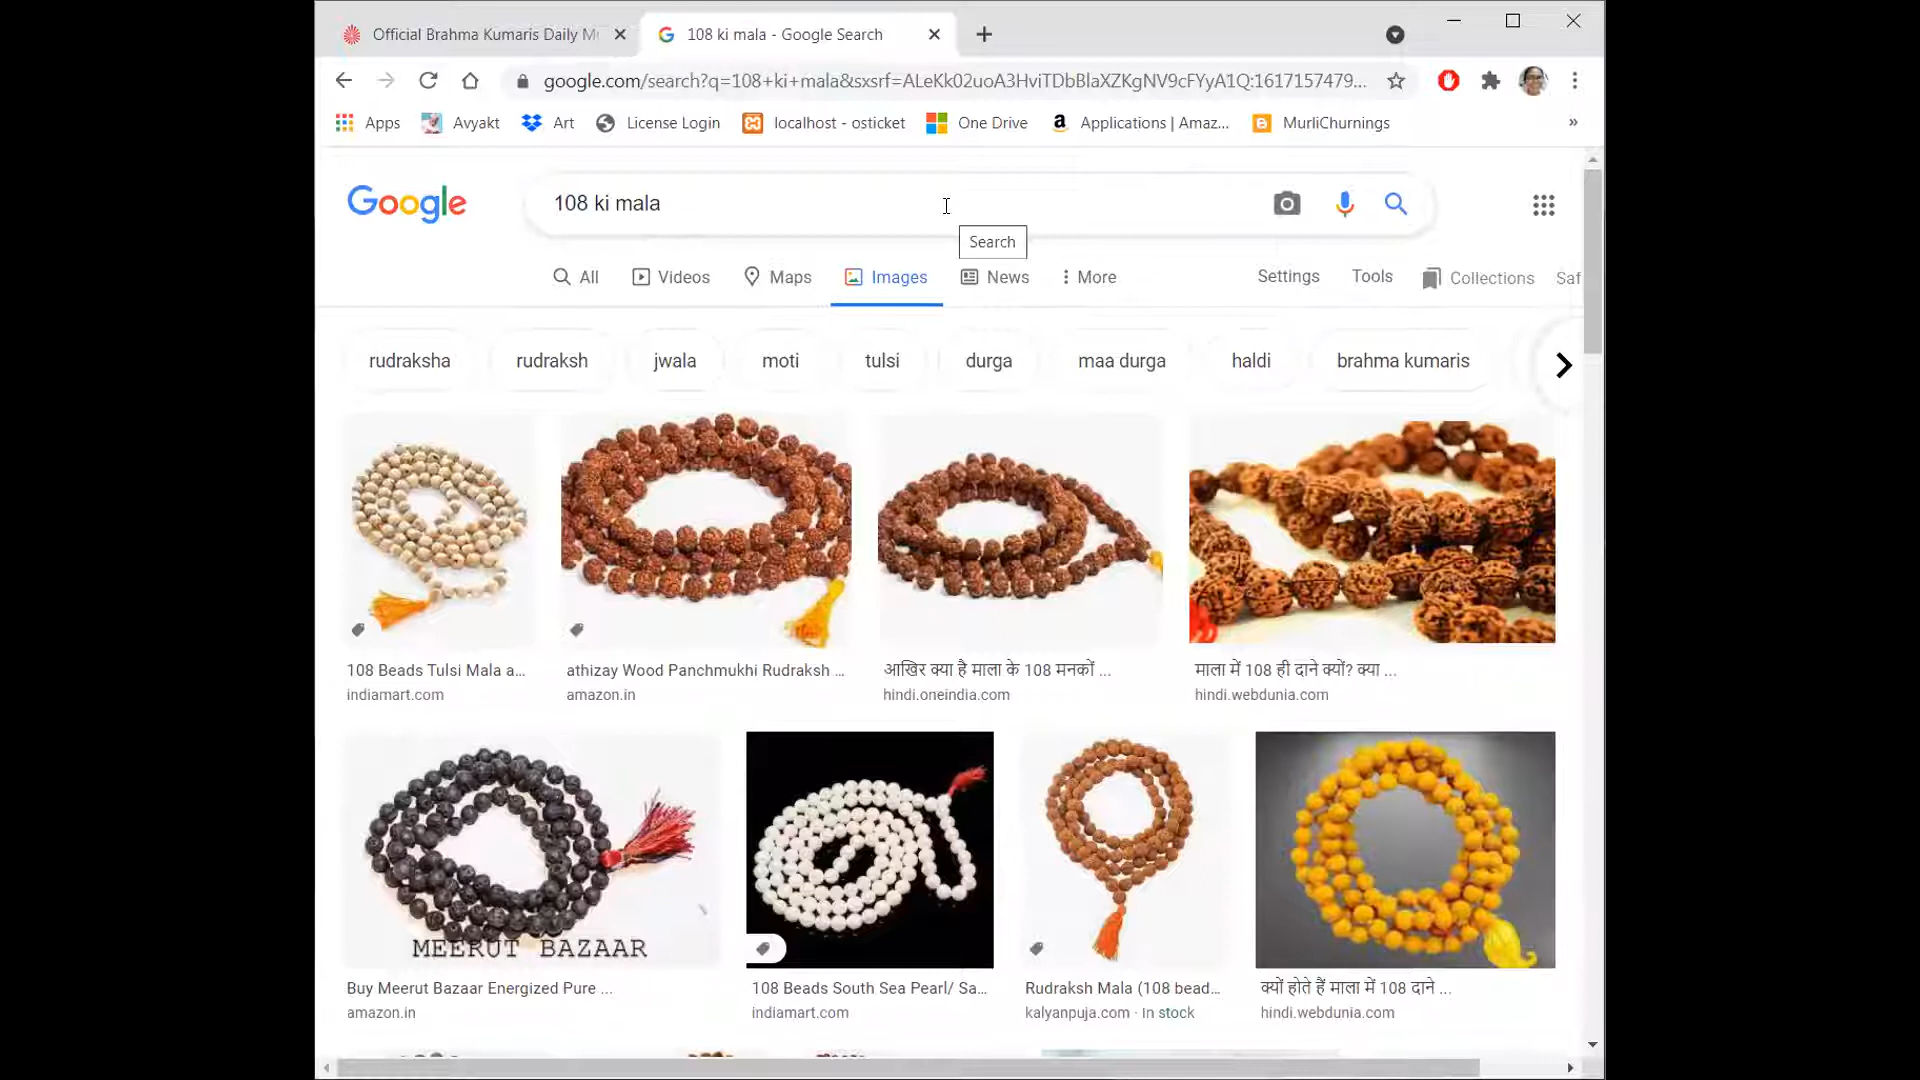 Official Brahma Kumaris Daily M
108 ki mala - Google Search
google.com/search?q=108+ki+mala&sxsrf=ALeKk02uoA3HviTDbBlaXZKgNV9cFYyA1Q:1617157479...
Apps
Avyakt
Art
License Login
localhost - osticket
One Drive
Applications | Amaz...
MurliChurnings
»
Google
108 ki mala
Search
All
Videos
Maps
Images
News
More
Settings
Tools
Collections
Saf
rudraksha
rudraksh
jwala
moti
tulsi
durga
maa durga
haldi
brahma kumaris
108 Beads Tulsi Mala a...
indiamart.com
athizay Wood Panchmukhi Rudraksh ...
amazon.in
आखिर क्या है माला के 108 मनकों ...
hindi.oneindia.com
माला में 108 ही दाने क्यों? क्या ...
hindi.webdunia.com
MEERUT BAZAAR
Buy Meerut Bazaar Energized Pure ...
amazon.in
108 Beads South Sea Pearl/ Sa...
indiamart.com
Rudraksh Mala (108 bead...
kalyanpuja.com · In stock
क्यों होते हैं माला में 108 दाने ...
hindi.webdunia.com